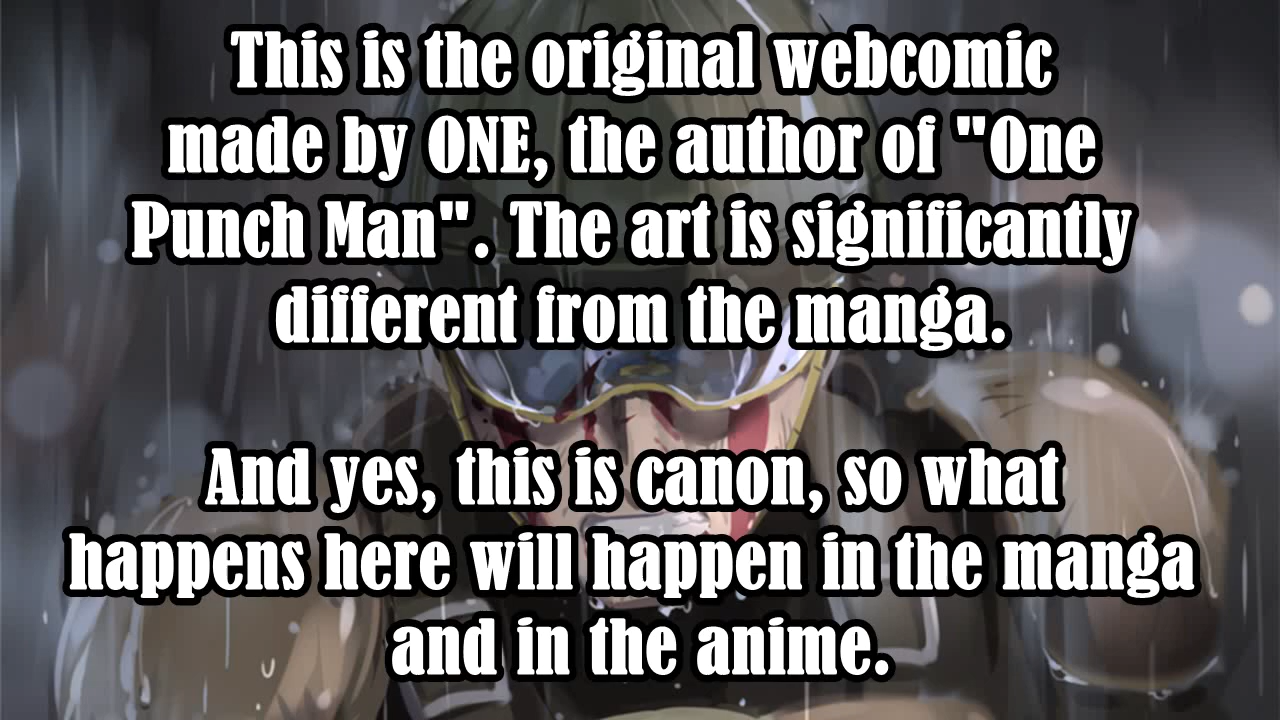 This is the original webcomic
made by ONE, the author of "One
Punch Man". The art is significantly
different from the manga.
And yes, this is canon, so what
happens here will happen in the manga
and in the anime.